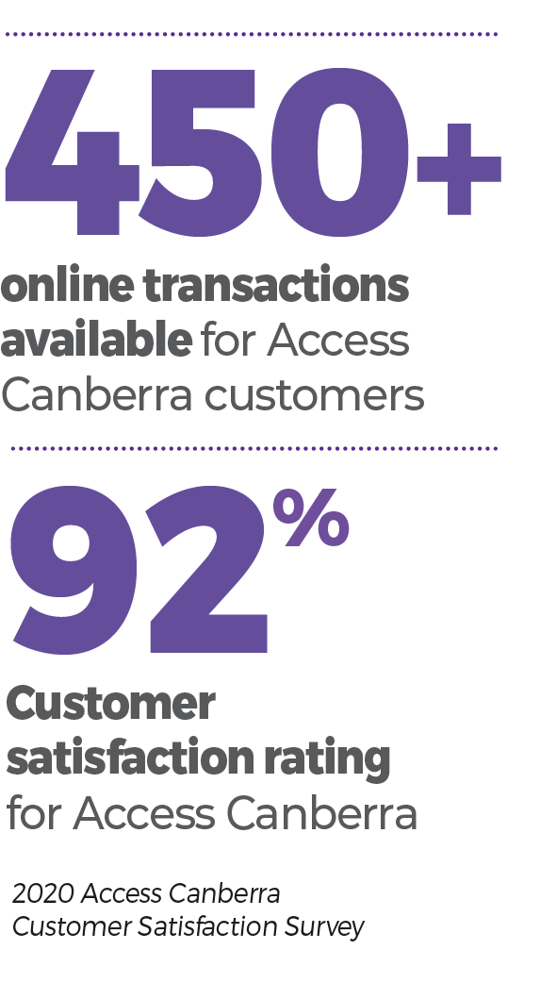 450+
online transactions
available for Access
Canberra customers
92%
Customer
satisfaction rating
for Access Canberra
2020 Access Canberra
Customer Satisfaction Survey